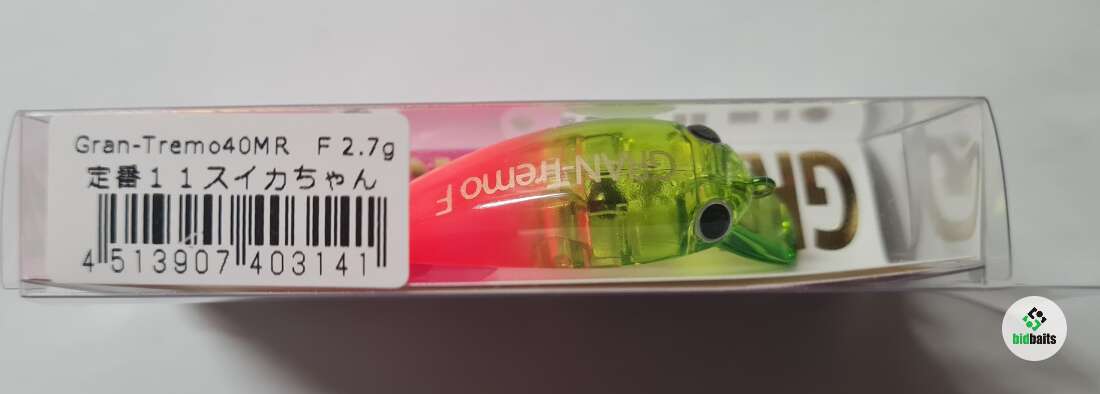 Gran-Tremo40MR F 2.7g
定番11スイカちゃん
4 513907 403141
GRAN-Tremo F
GR
bidbaits